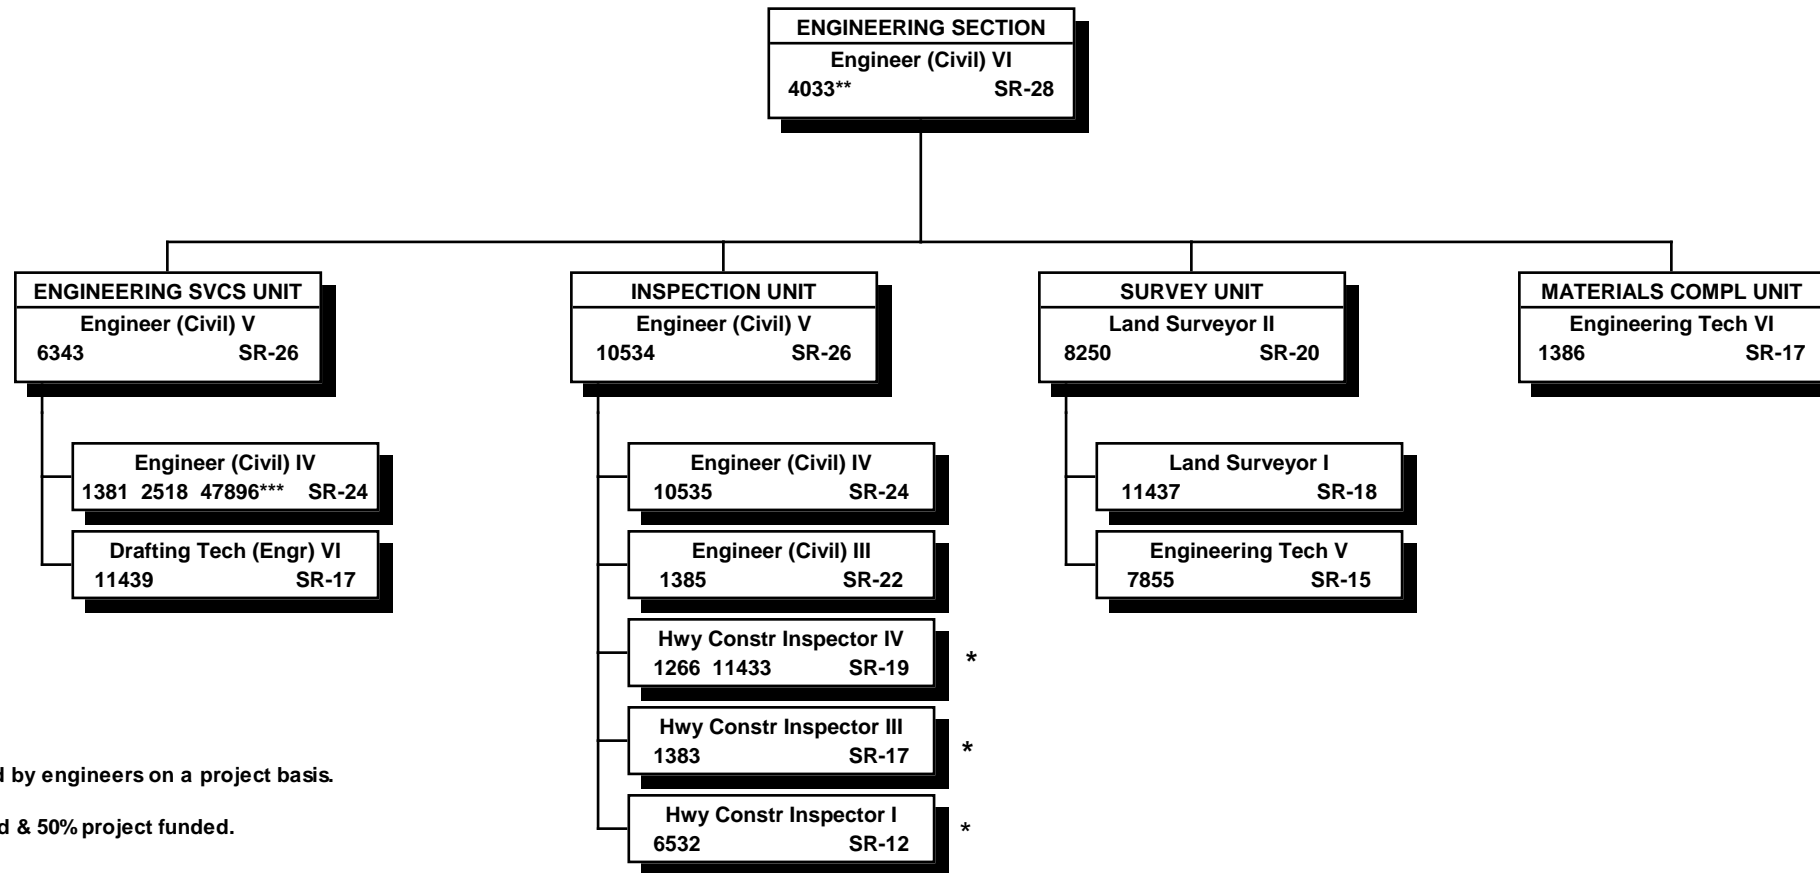 ENGINEERING SECTION
Engineer (Civil) VI
4033** SR-28
ENGINEERING SVCS UNIT
Engineer (Civil) V
6343 SR-26
Engineer (Civil) IV
1381 2518 47896*** SR-24
Drafting Tech (Engr) VI
11439 SR-17
INSPECTION UNIT
Engineer (Civil) V
10534 SR-26
Engineer (Civil) IV
10535 SR-24
Engineer (Civil) III
1385 SR-22
Hwy Constr Inspector IV
1266 11433 SR-19 *
Hwy Constr Inspector III
1383 SR-17 *
Hwy Constr Inspector I
6532 SR-12 *
SURVEY UNIT
Land Surveyor II
8250 SR-20
Land Surveyor I
11437 SR-18
Engineering Tech V
7855 SR-15
MATERIALS COMPL UNIT
Engineering Tech VI
1386 SR-17
by engineers on a project basis.
& 50% project funded.